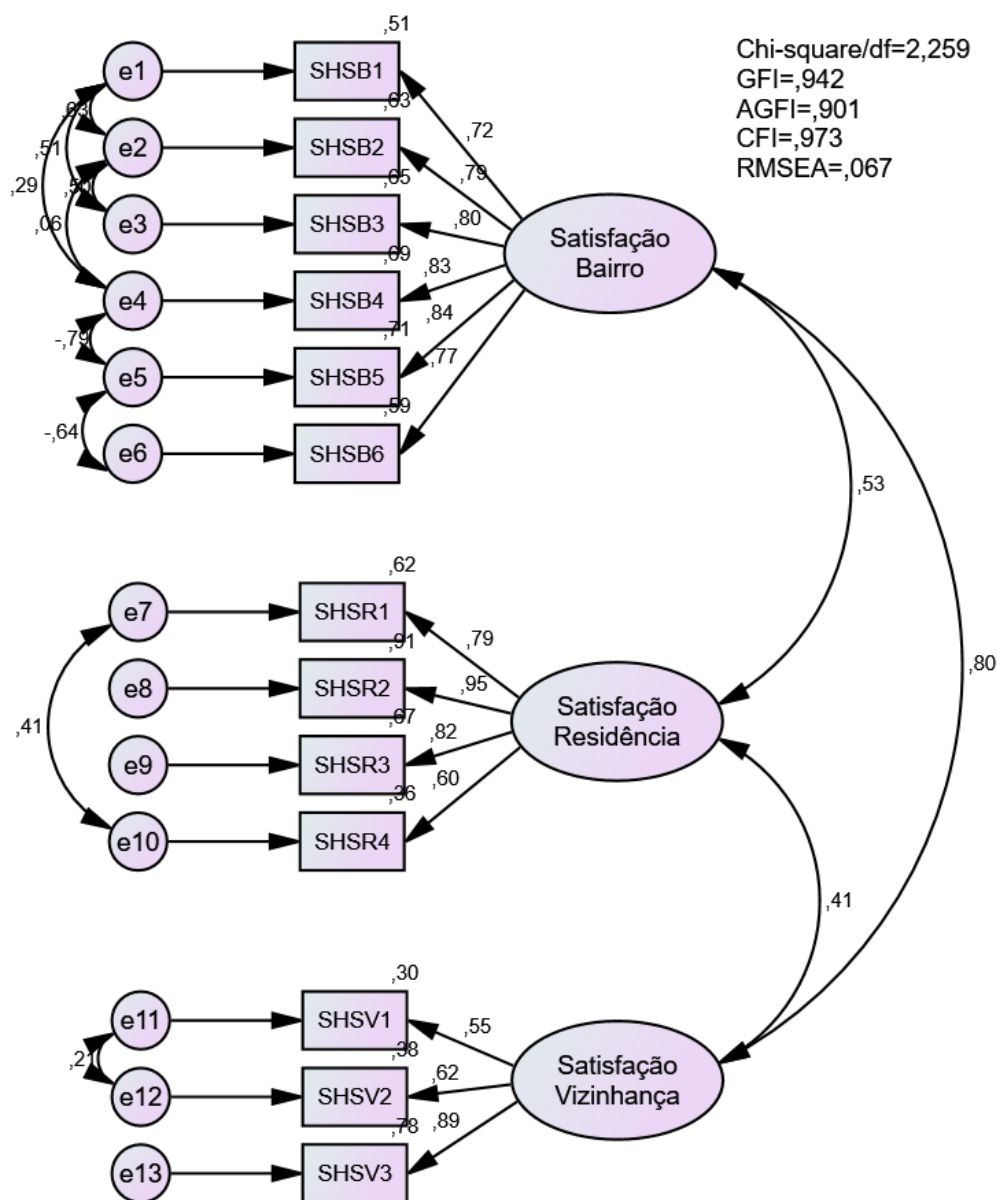 ,51
Chi-square/df=2,259
GFI=,942
AGFI=,901
CFI=,973
RMSEA=,067
e1
SHSB1
,63
,63
,72
e2
SHSB2
,51
,79
,65
,29
,50
,80
e3
SHSB3
,06
,69
Satisfação
Bairro
,83
e4
SHSB4
,84
,71
-,79
,77
e5
SHSB5
,59
-,64
e6
SHSB6
,53
,62
e7
SHSR1
,79
,91
,95
e8
SHSR2
,67
,82
Satisfação
Residência
,80
,41
e9
SHSR3
,60
,36
e10
SHSR4
,41
,30
e11
SHSV1
,55
,38
,62
e12
SHSV2
,78
,89
Satisfação
Vizinhança
e13
SHSV3